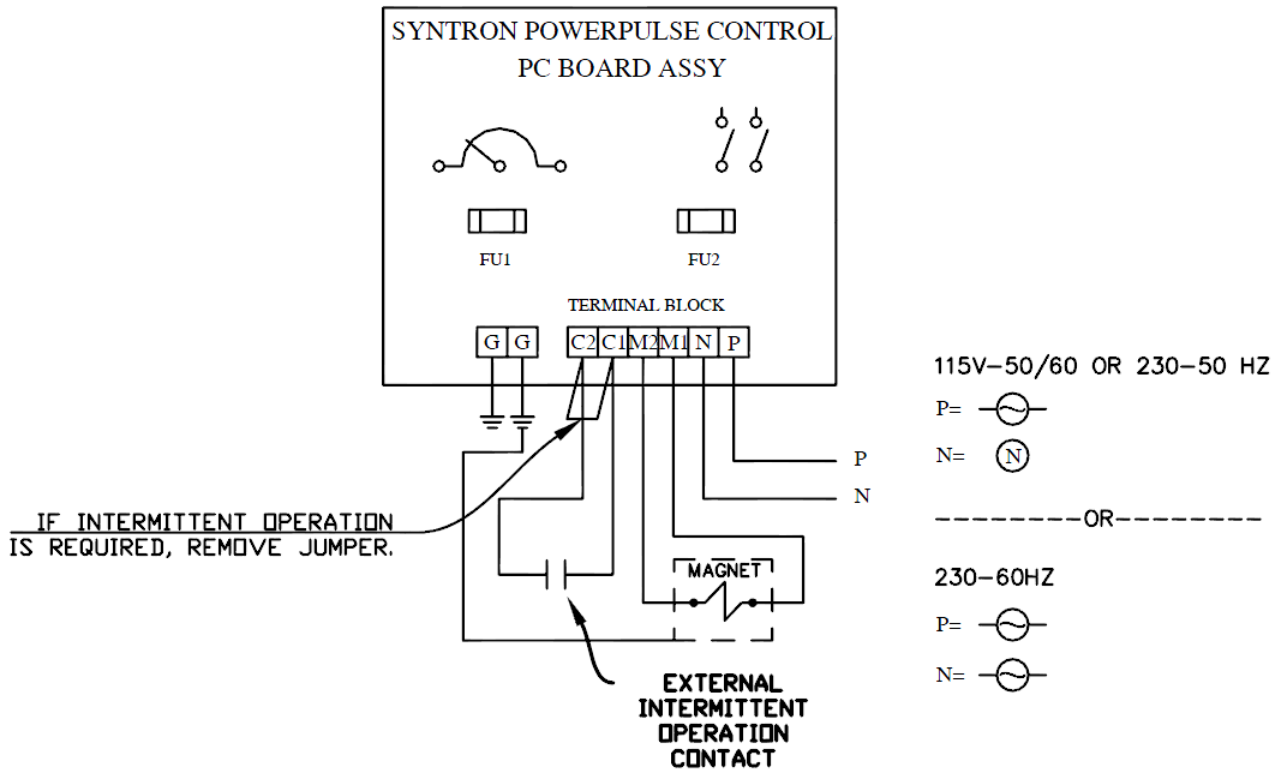 SYNTRON POWERPULSE CONTROL
PC BOARD ASSY
FU1
FU2
TERMINAL BLOCK
G G C2 C1 M2 M1 N P
115V-50/60 OR 230-50 HZ
P=
N= N
P
N
--------OR--------
IF INTERMITTENT OPERATION
IS REQUIRED, REMOVE JUMPER.
MAGNET
230-60HZ
P=
N=
EXTERNAL
INTERMITTENT
OPERATION
CONTACT